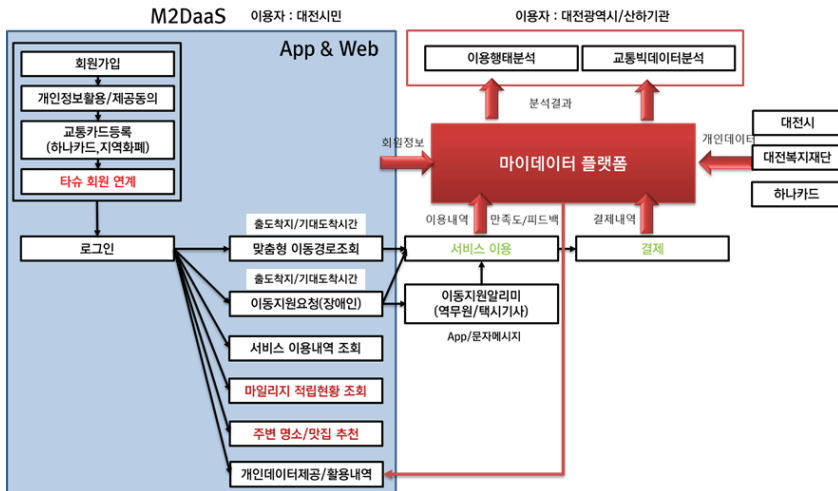 M2DaaS
이용자 : 대전시민
이용자 : 대전광역시/산하기관
App & Web
회원가입
개인정보활용/제공동의
교통카드등록
(하나카드,지역화폐)
타슈 회원 연계
로그인
출도착지/기대도착시간
맞춤형 이동경로조회
출도착지/기대도착시간
이동지원요청(장애인)
서비스 이용내역 조회
마일리지 적립현황 조회
주변 명소/맛집 추천
개인데이터제공/활용내역
이용행태분석
교통빅데이터분석
분석결과
회원정보
마이데이터 플랫폼
개인데이터
대전시
대전복지재단
하나카드
이용내역
만족도/피드백
결제내역
서비스 이용
결제
이동지원알리미
(역무원/택시기사)
App/문자메시지